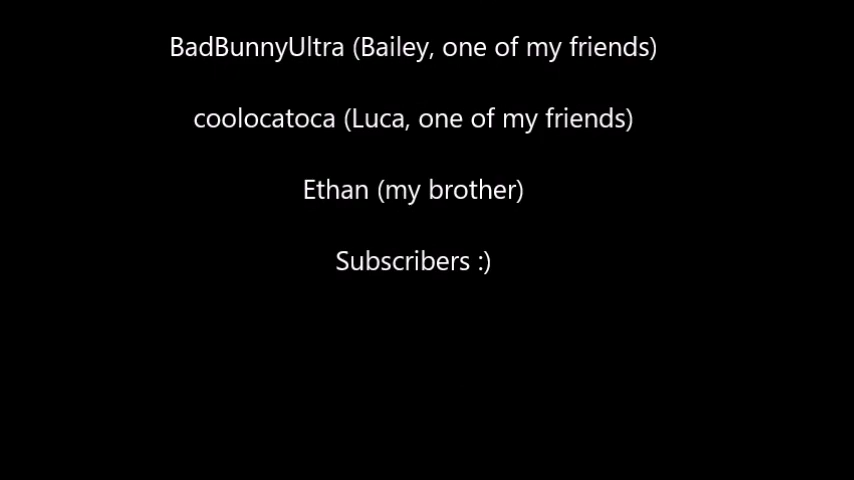 BadBunnyUltra (Bailey, one of my friends)
coolocatoca (Luca, one of my friends)
Ethan (my brother)
Subscribers :)